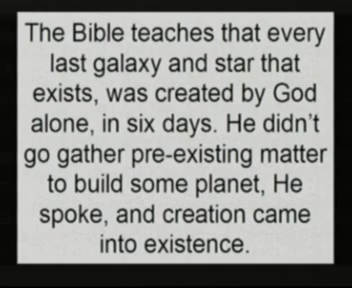 The Bible teaches that every
last galaxy and star that
exists, was created by God
alone, in six days. He didn't
go gather pre-existing matter
to build some planet, He
spoke, and creation came
into existence.